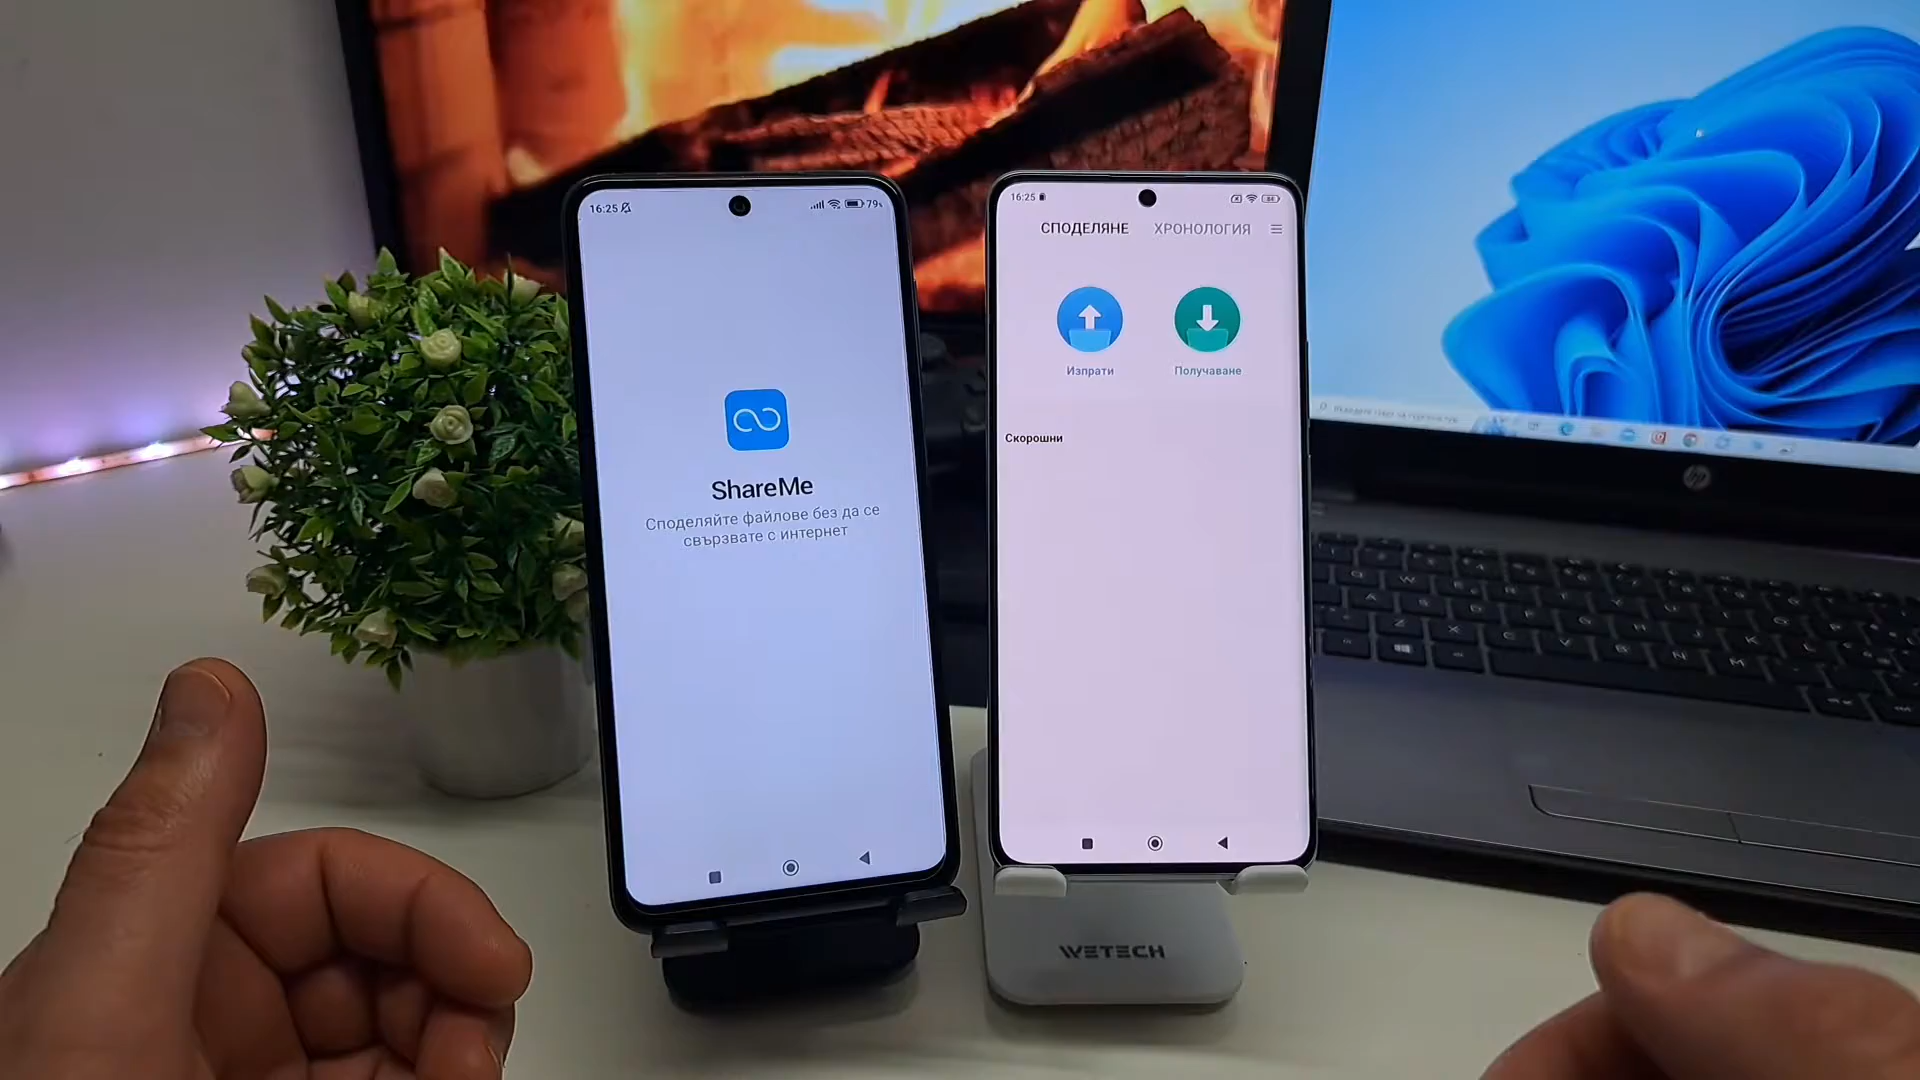 16:25
79%
ShareMe
Споделяйте файлове без да се
свързвате с интернет
16:25
СПОДЕЛЯНЕ ХРОНОЛОГИЯ
Изпрати Получаване
Скорошни
WETECH
hp